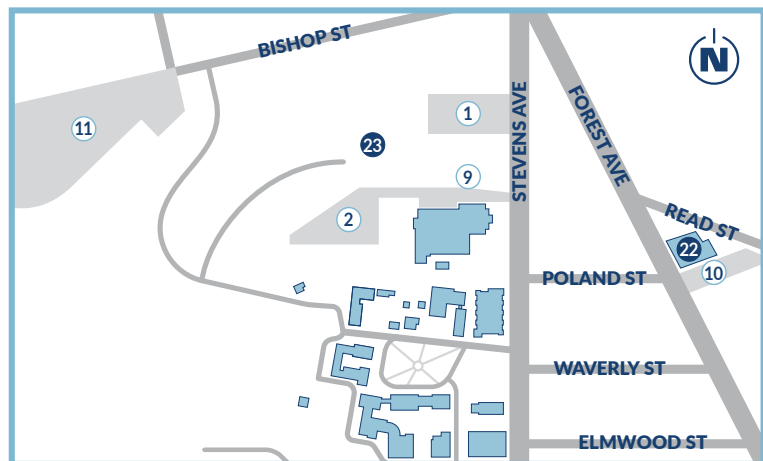 BISHOP ST
N
STEVENS AVE
FOREST AVE
1
11
23
9
READ ST
2
22
10
POLAND ST
WAVERLY ST
ELMWOOD ST